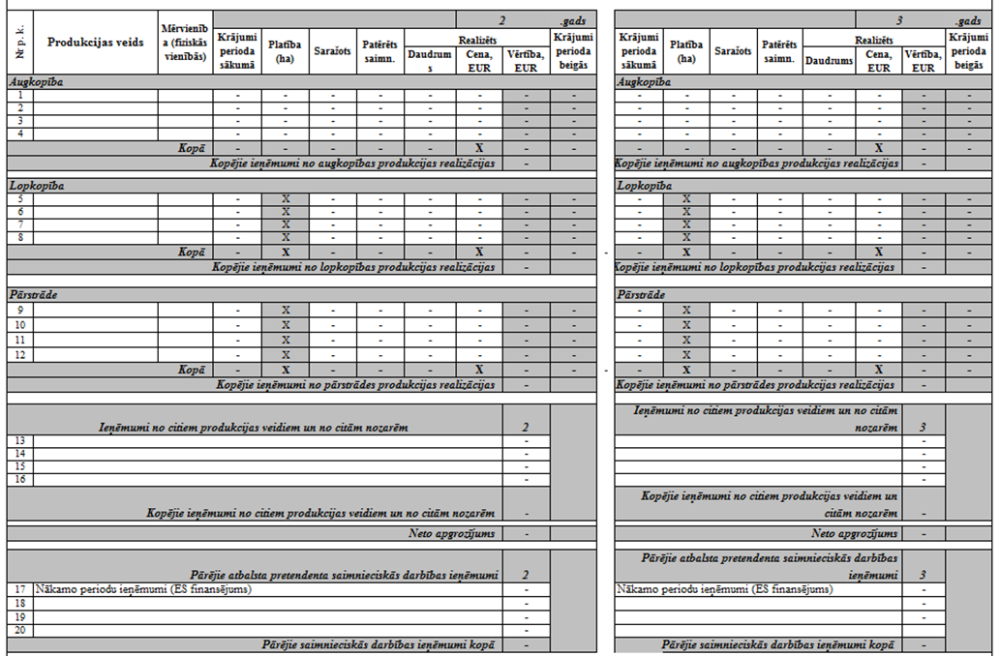 2 .gads 3 .gads
Nr p. k. Produkcijas veids Mērvienīb a (fiziskās vienībās) Krājumi perioda sākumā Platība (ha) Saražots Patērēts saimn. Realizēts Daudzum s Cena, EUR Vērtība, EUR Krājumi perioda beigās Krājumi perioda sākumā Platība (ha) Saražots Patērēts saimn. Realizēts Daudzums Cena, EUR Vērtība, EUR Krājumi perioda beigās
Augkopība Augkopība
1 - - - - - - - - - - - - - - - -
2 - - - - - - - - - - - - - - - -
3 - - - - - - - - - - - - - - - -
4 - - - - - - - - - - - - - - - -
Kopā - - - - - X - - - - - - - X - -
Kopējie ieņēmumi no augkopības produkcijas realizācijas - Kopējie ieņēmumi no augkopības produkcijas realizācijas -
Lopkopība Lopkopība
5 - X - - - - - - - X - - - - - -
6 - X - - - - - - - X - - - - - -
7 - X - - - - - - - X - - - - - -
8 - X - - - - - - - X - - - - - -
Kopā - X - - - X - - - - X - - - X - -
Kopējie ieņēmumi no lopkopības produkcijas realizācijas - Kopējie ieņēmumi no lopkopības produkcijas realizācijas -
Pārstrāde Pārstrāde
9 - X - - - - - - - X - - - - - -
10 - X - - - - - - - X - - - - - -
11 - X - - - - - - - X - - - - - -
12 - X - - - - - - - X - - - - - -
Kopā - X - - - X - - - - X - - - X - -
Kopējie ieņēmumi no pārstrādes produkcijas realizācijas - Kopējie ieņēmumi no pārstrādes produkcijas realizācijas -
Ieņēmumi no citiem produkcijas veidiem un no citām nozarēm 2 Ieņēmumi no citiem produkcijas veidiem un no citām nozarēm 3
13 - -
14 - -
15 - -
16 - -
Kopējie ieņēmumi no citiem produkcijas veidiem un no citām nozarēm - Kopējie ieņēmumi no citiem produkcijas veidiem un no citām nozarēm -
Neto apgrozījums - Neto apgrozījums -
Pārējie atbalsta pretendenta saimnieciskās darbības ieņēmumi 2 Pārējie atbalsta pretendenta saimnieciskās darbības ieņēmumi 3
17 Nākamo periodu ieņēmumi (ES finansējums) - Nākamo periodu ieņēmumi (ES finansējums) -
18 - -
19 - -
20 -
Pārējie saimnieciskās darbības ieņēmumi kopā - Pārējie saimnieciskās darbības ieņēmumi kopā -